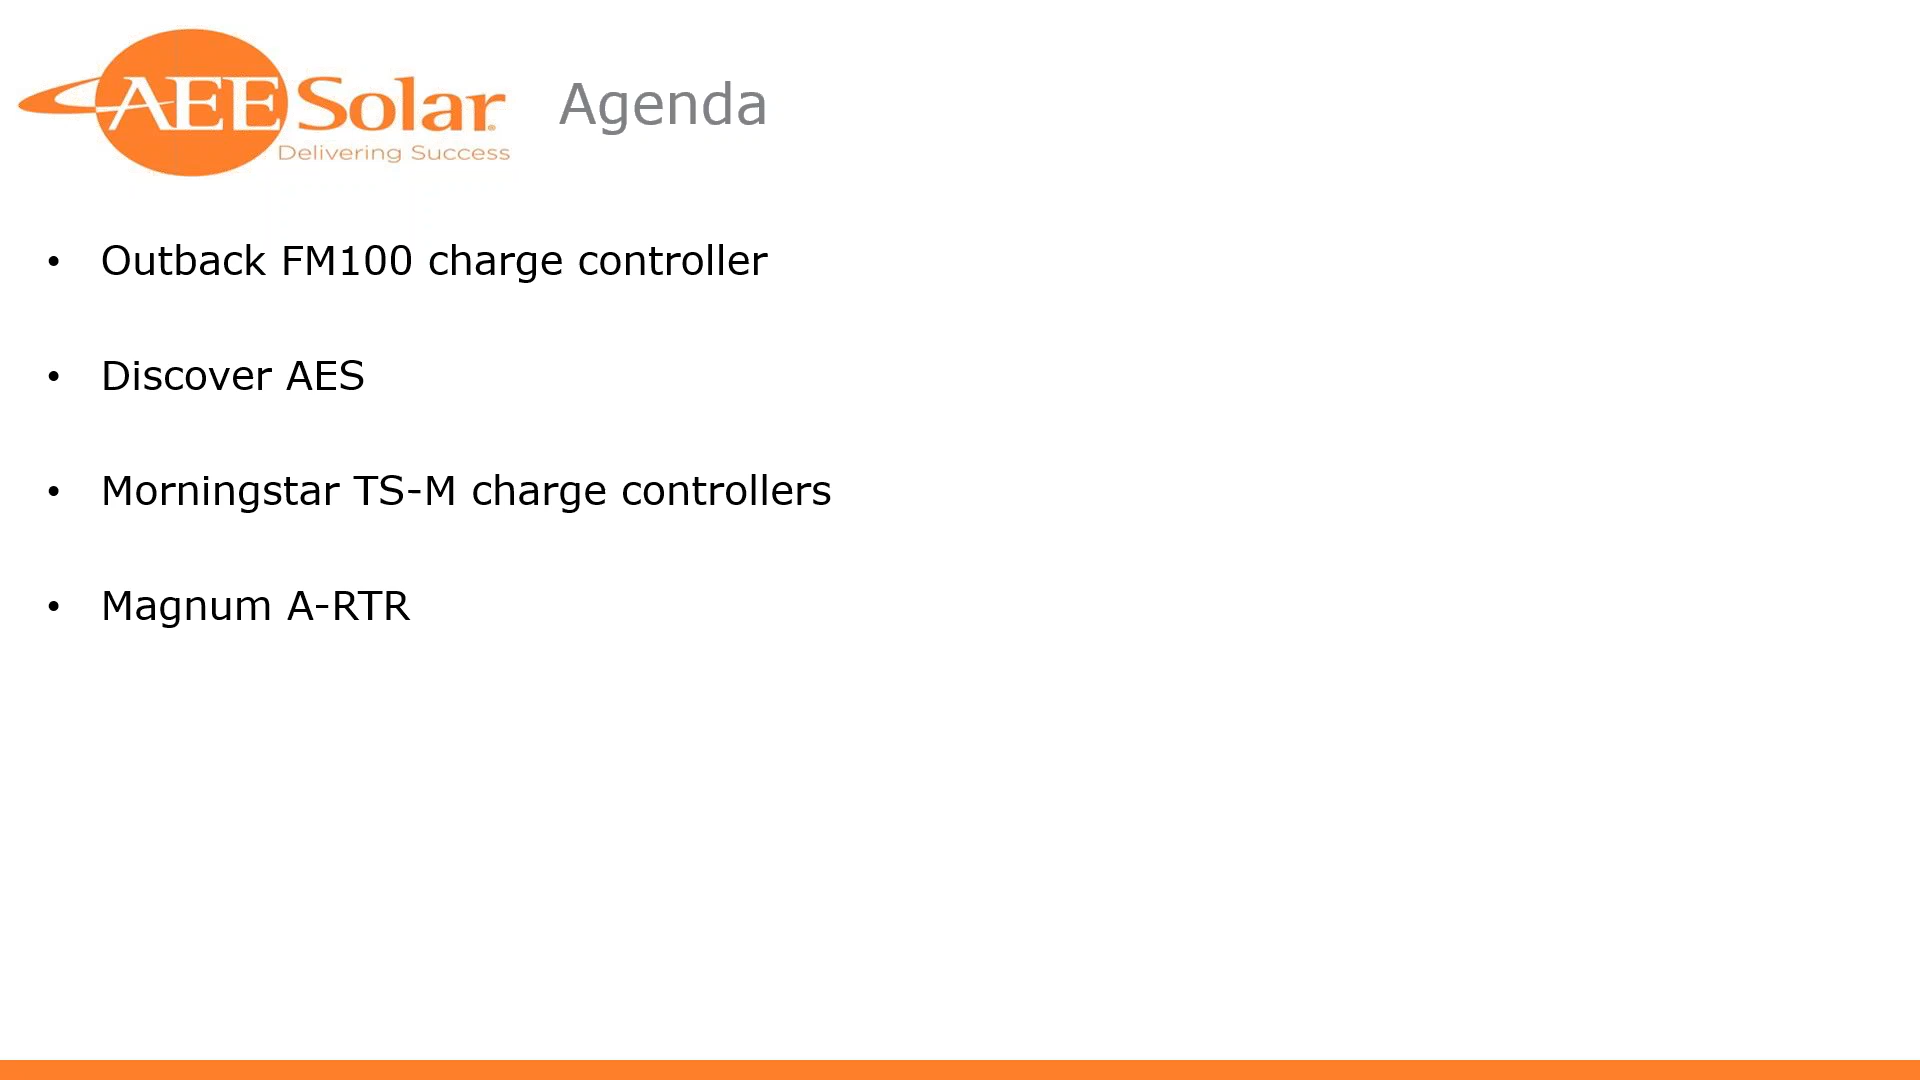 AEE Solar
Delivering Success
Agenda
• Outback FM100 charge controller
• Discover AES
• Morningstar TS-M charge controllers
• Magnum A-RTR